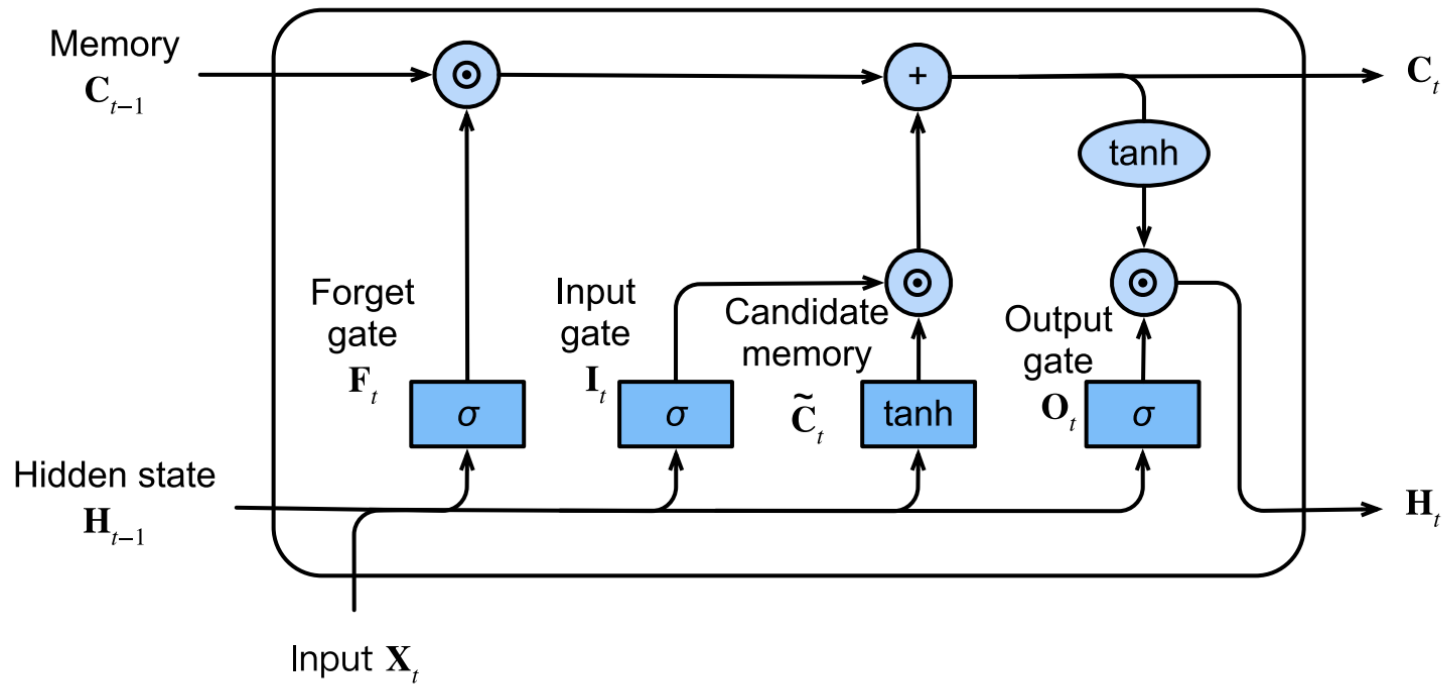 Memory
C_{t−1}
⊙
+
C_t
tanh
Forget
gate
F_t
Input
gate
I_t
⊙
Candidate
memory
C̃_t
Output
gate
O_t
⊙
σ
σ
tanh
σ
Hidden state
H_{t−1}
H_t
Input X_t